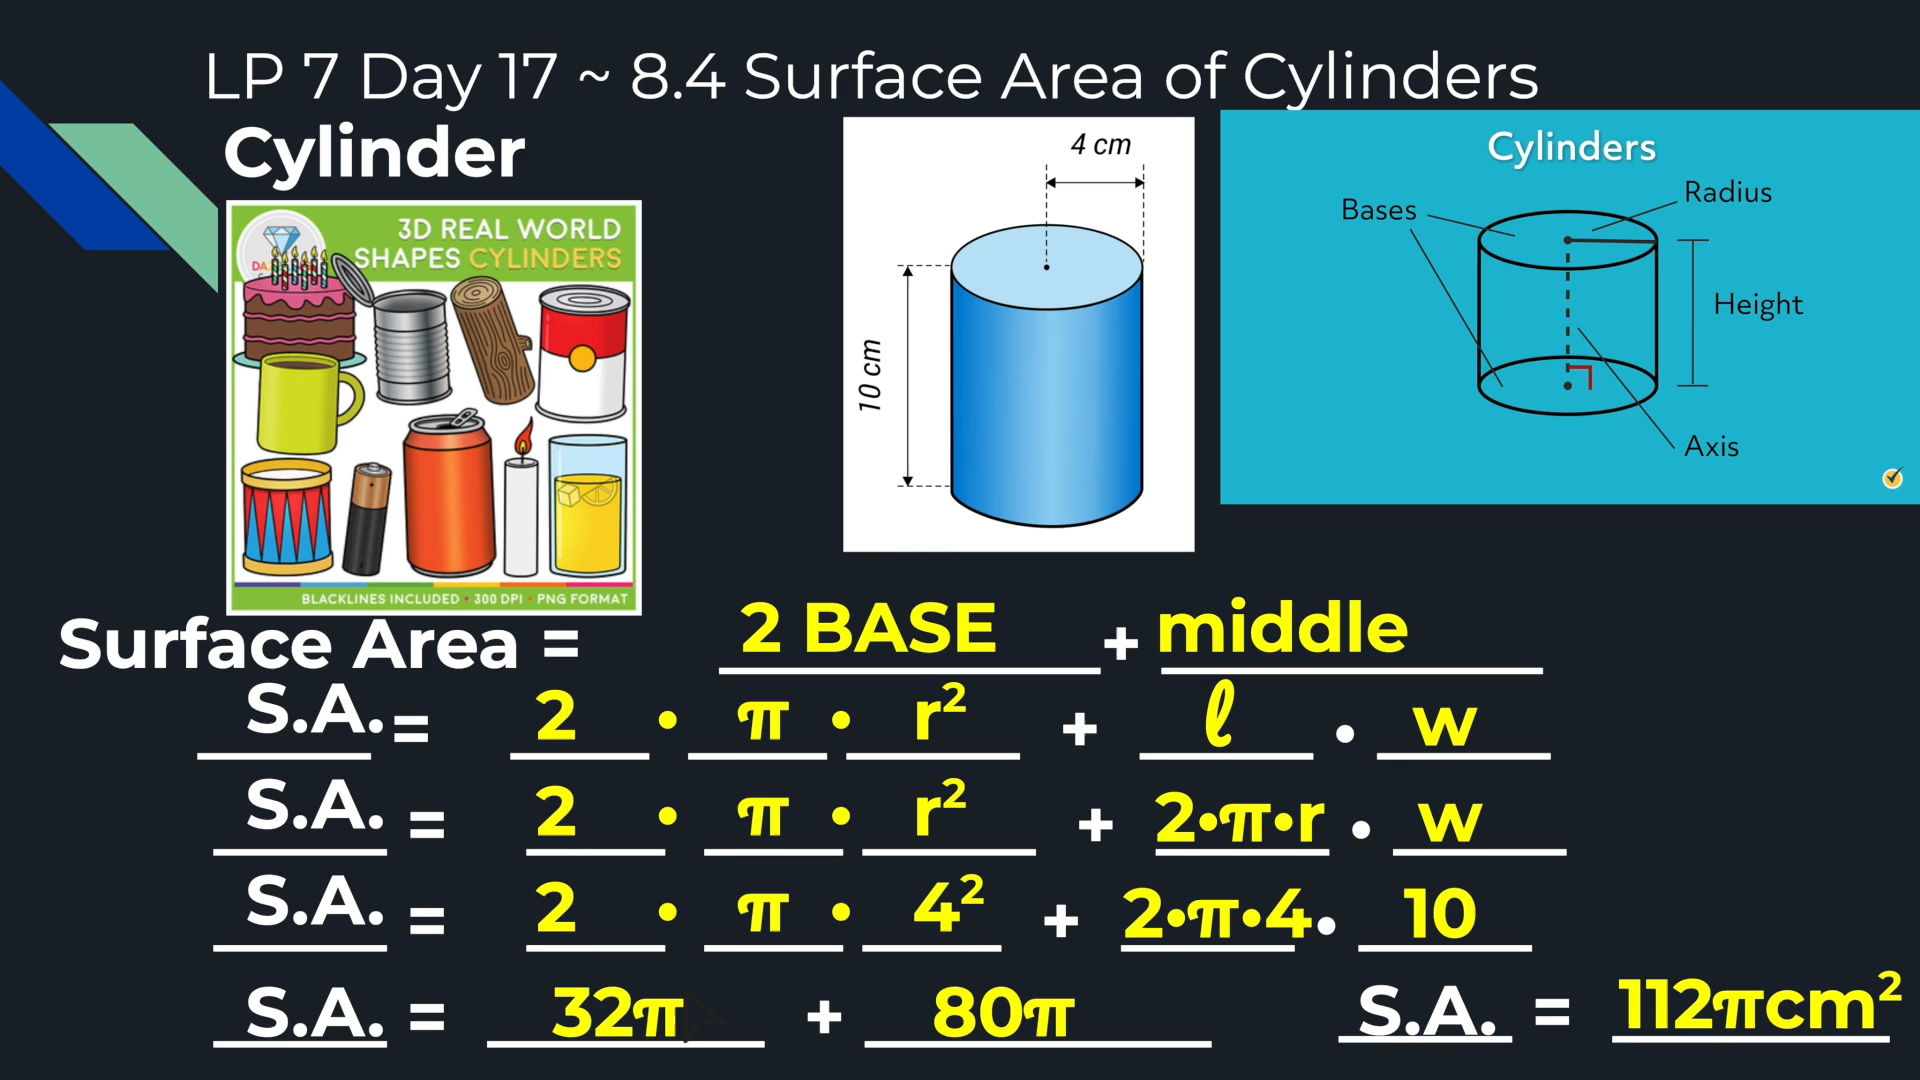 LP 7 Day 17 ~ 8.4 Surface Area of Cylinders
Cylinder
3D REAL WORLD
SHAPES CYLINDERS
BLACKLINES INCLUDED • 300 DPI • PNG FORMAT
4 cm
10 cm
Cylinders
Bases
Radius
Height
Axis
Surface Area = 2 BASE + middle
S.A. = 2 • π • r² + ℓ • w
S.A. = 2 • π • r² + 2•π•r • w
S.A. = 2 • π • 4² + 2•π•4 • 10
S.A. = 32π + 80π S.A. = 112πcm²